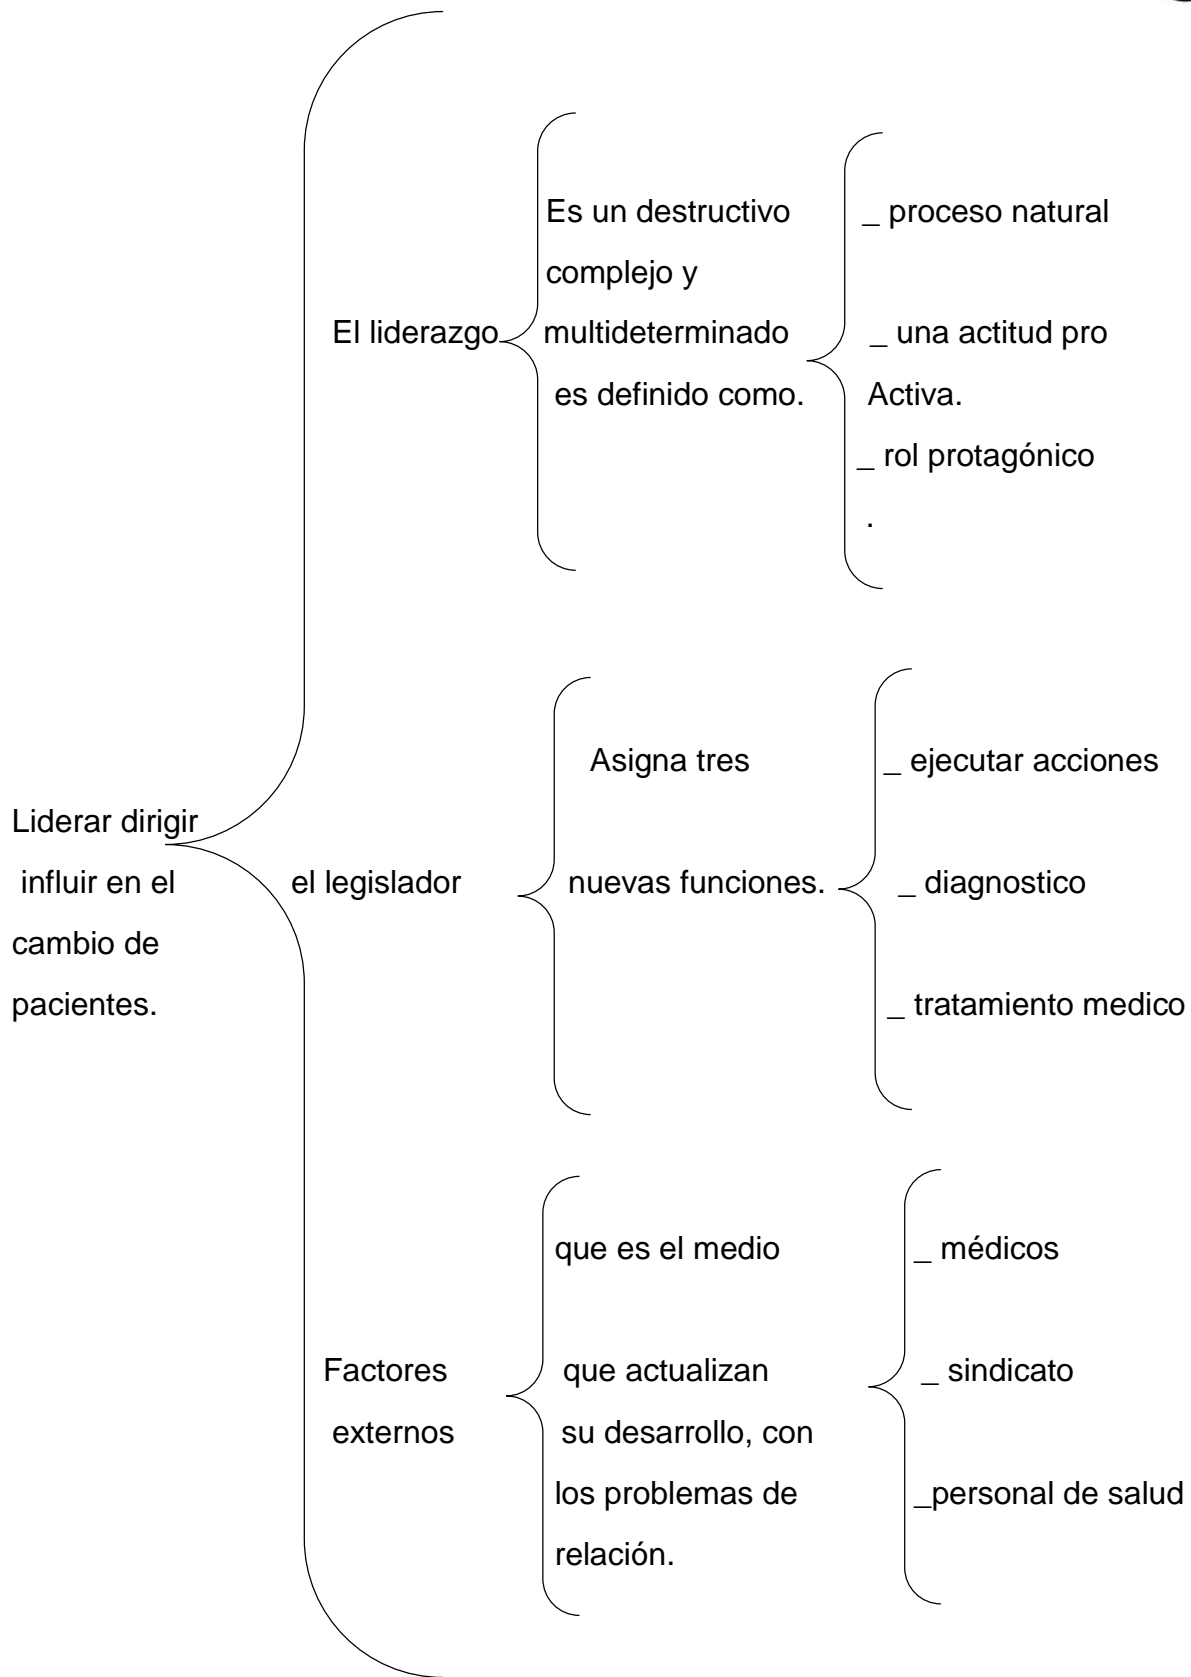 Liderar dirigir
influir en el
cambio de
pacientes.
El liderazgo
Es un destructivo
complejo y
multideterminado
es definido como.
_ proceso natural
_ una actitud pro
Activa.
_ rol protagónico
.
el legislador
Asigna tres
nuevas funciones.
_ ejecutar acciones
_ diagnostico
_ tratamiento medico
Factores
externos
que es el medio
que actualizan
su desarrollo, con
los problemas de
relación.
_ médicos
_ sindicato
_personal de salud